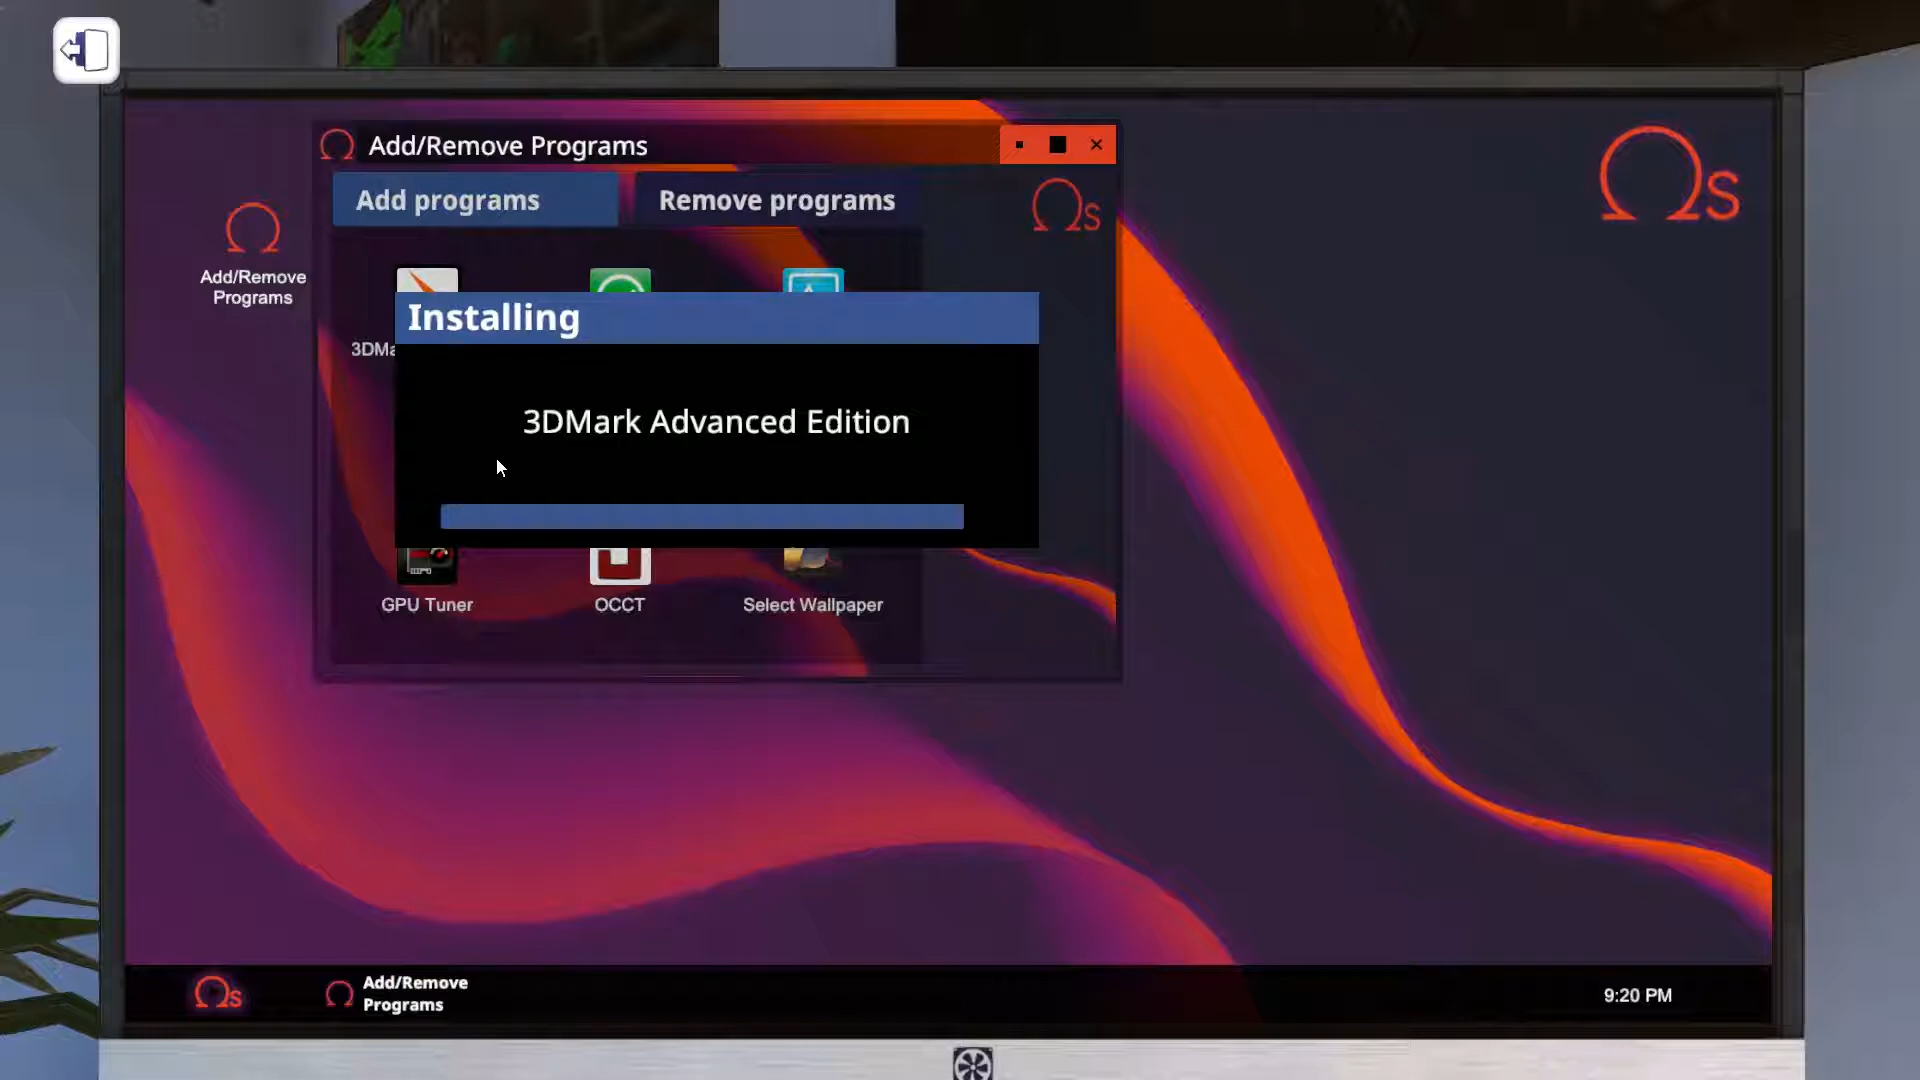 Add/Remove Programs
Add programs
Remove programs
Ωs
Ωs
Add/Remove
Programs
Installing
3DMa
3DMark Advanced Edition
GPU Tuner
OCCT
Select Wallpaper
Ωs
Add/Remove
Programs
9:20 PM